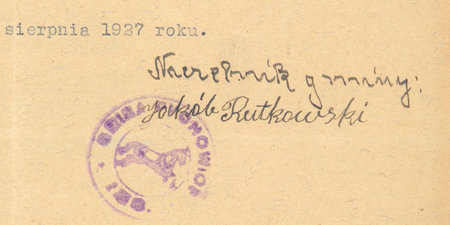 sierpnia 1927 roku.
Naczelnik gminy:
Jakób Rutkowski